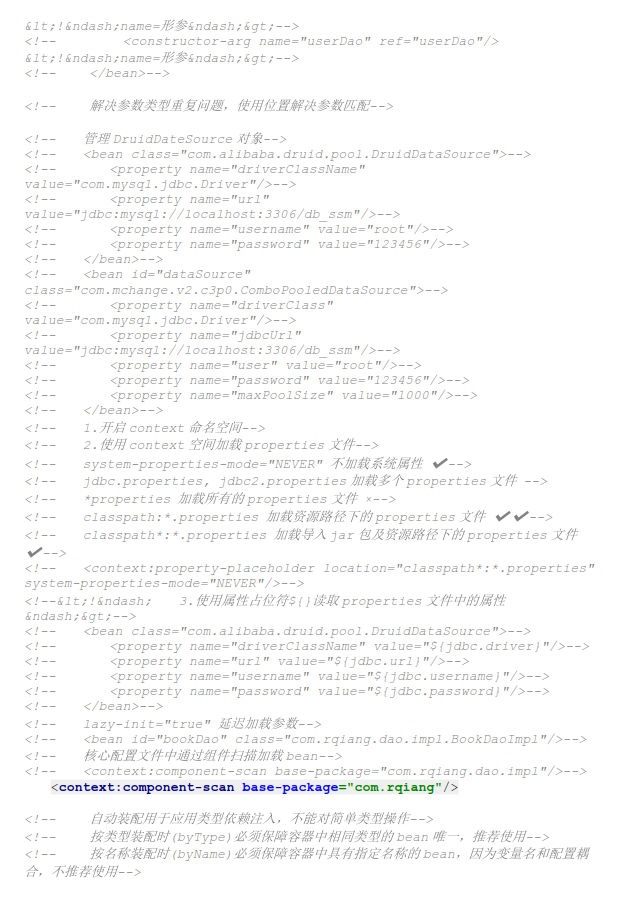 &lt;!&ndash;name=形参&ndash;&gt;-->
<!--        <constructor-arg name="userDao" ref="userDao"/>
&lt;!&ndash;name=形参&ndash;&gt;-->
<!--    </bean>-->
<!--    解决参数类型重复问题，使用位置解决参数匹配-->
<!--    管理 DruidDateSource 对象-->
<!--    <bean class="com.alibaba.druid.pool.DruidDataSource">-->
<!--        <property name="driverClassName"
value="com.mysql.jdbc.Driver"/>-->
<!--        <property name="url"
value="jdbc:mysql://localhost:3306/db_ssm"/>-->
<!--        <property name="username" value="root"/>-->
<!--        <property name="password" value="123456"/>-->
<!--    </bean>-->
<!--    <bean id="dataSource"
class="com.mchange.v2.c3p0.ComboPooledDataSource">-->
<!--        <property name="driverClass"
value="com.mysql.jdbc.Driver"/>-->
<!--        <property name="jdbcUrl"
value="jdbc:mysql://localhost:3306/db_ssm"/>-->
<!--        <property name="user" value="root"/>-->
<!--        <property name="password" value="123456"/>-->
<!--        <property name="maxPoolSize" value="1000"/>-->
<!--    </bean>-->
<!--    1.开启 context 命名空间-->
<!--    2.使用 context 空间加载 properties 文件-->
<!--    system-properties-mode="NEVER" 不加载系统属性 ✔-->
<!--    jdbc.properties, jdbc2.properties 加载多个 properties 文件 -->
<!--    *properties 加载所有的 properties 文件 ×-->
<!--    classpath:*.properties 加载资源路径下的 properties 文件 ✔✔-->
<!--    classpath*:*.properties 加载导入 jar 包及资源路径下的 properties 文件
✔-->
<!--    <context:property-placeholder location="classpath*:*.properties"
system-properties-mode="NEVER"/>-->
<!--&lt;!&ndash;    3.使用属性占位符${}读取 properties 文件中的属性
&ndash;&gt;-->
<!--    <bean class="com.alibaba.druid.pool.DruidDataSource">-->
<!--        <property name="driverClassName" value="${jdbc.driver}"/>-->
<!--        <property name="url" value="${jdbc.url}"/>-->
<!--        <property name="username" value="${jdbc.username}"/>-->
<!--        <property name="password" value="${jdbc.password}"/>-->
<!--    </bean>-->
<!--    lazy-init="true" 延迟加载参数-->
<!--    <bean id="bookDao" class="com.rqiang.dao.impl.BookDaoImpl"/>-->
<!--    核心配置文件中通过组件扫描加载 bean-->
<!--    <context:component-scan base-package="com.rqiang.dao.impl"/>-->
<context:component-scan base-package="com.rqiang"/>
<!--    自动装配用于应用类型依赖注入，不能对简单类型操作-->
<!--    按类型装配时(byType)必须保障容器中相同类型的 bean 唯一，推荐使用-->
<!--    按名称装配时(byName)必须保障容器中具有指定名称的 bean，因为变量名和配置耦
合，不推荐使用-->